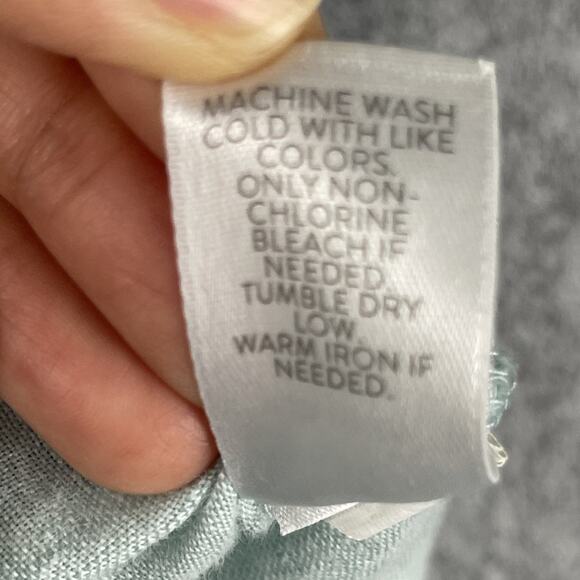 MACHINE WASH
COLD WITH LIKE
COLORS.
ONLY NON-
CHLORINE
BLEACH IF
NEEDED.
TUMBLE DRY
LOW.
WARM IRON IF
NEEDED.